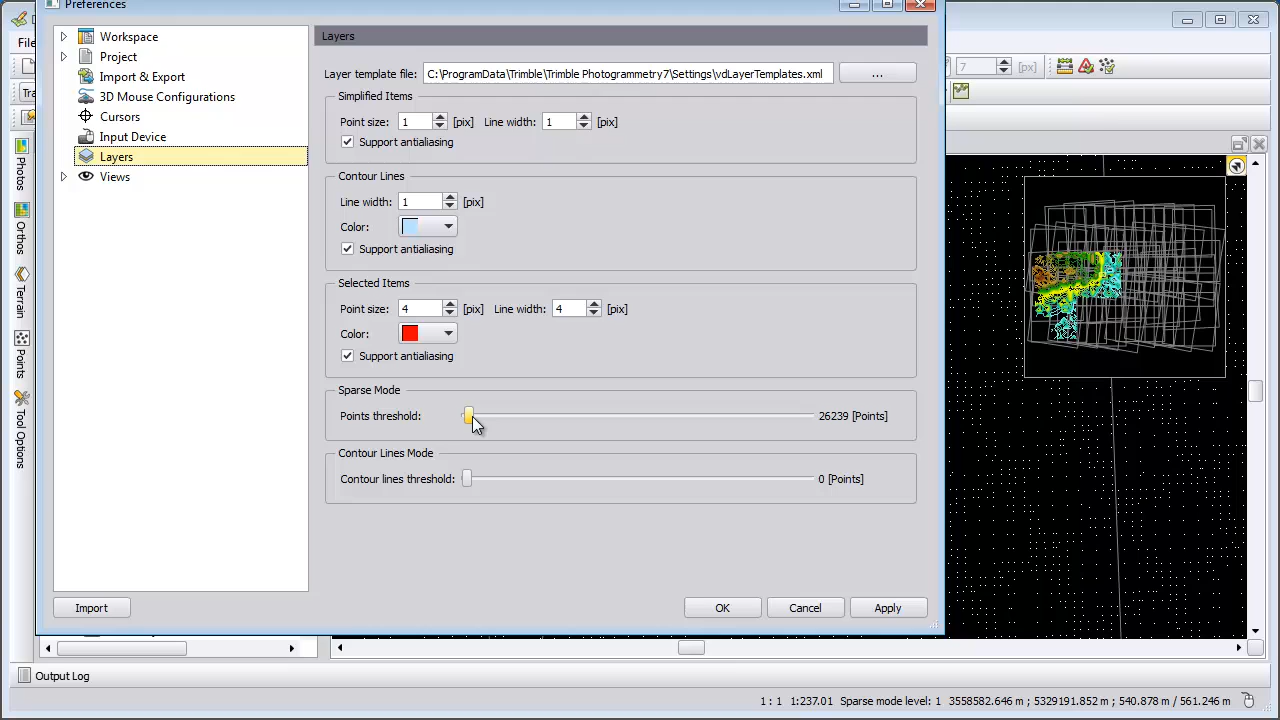 Preferences
File
Workspace
Project
Import & Export
3D Mouse Configurations
Cursors
Input Device
Layers
Views
Layers
Layer template file: C:\ProgramData\Trimble\Trimble Photogrammetry7\Settings\vdLayerTemplates.xml ...
Simplified Items
Point size: 1 [pix] Line width: 1 [pix]
Support antialiasing
Contour Lines
Line width: 1 [pix]
Color:
Support antialiasing
Selected Items
Point size: 4 [pix] Line width: 4 [pix]
Color:
Support antialiasing
Sparse Mode
Points threshold: 26239 [Points]
Contour Lines Mode
Contour lines threshold: 0 [Points]
Import OK Cancel Apply
7 [px]
Tra
Photos
Orthos
Terrain
Points
Tool Options
Output Log
1 : 1 1:237.01 Sparse mode level: 1 3558582.646 m ; 5329191.852 m ; 540.878 m / 561.246 m